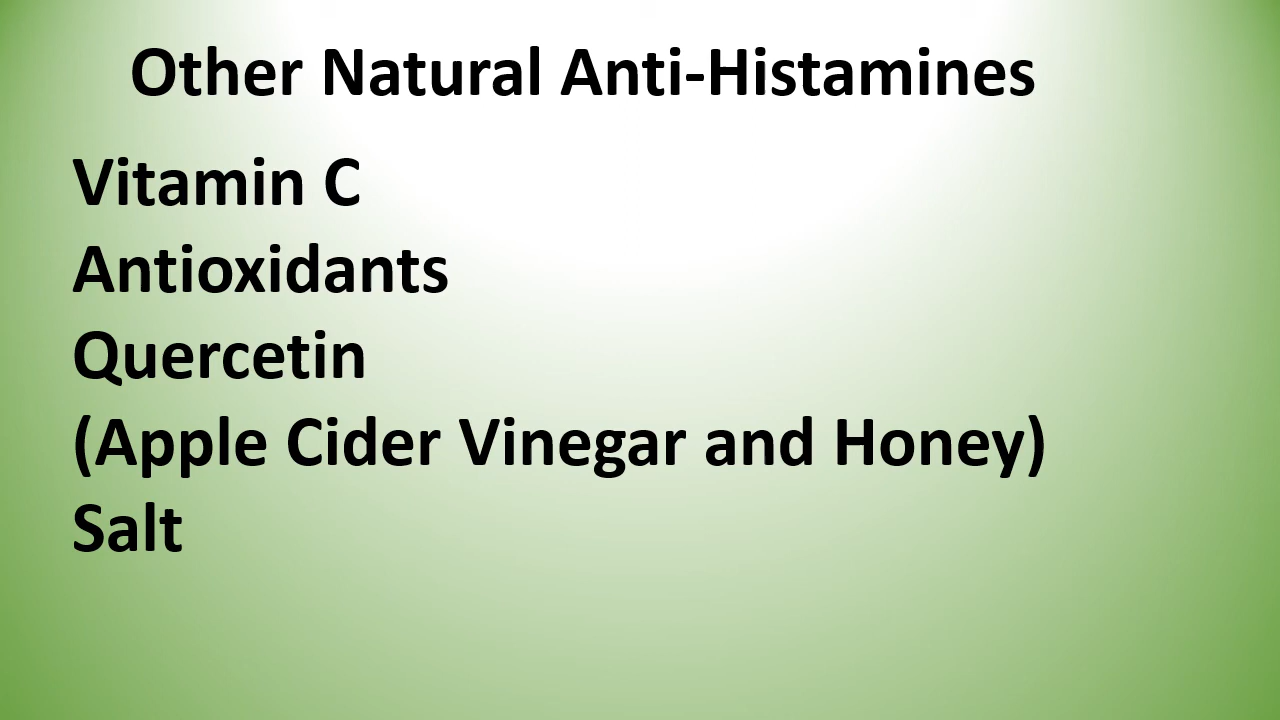 Other Natural Anti-Histamines
Vitamin C
Antioxidants
Quercetin
(Apple Cider Vinegar and Honey)
Salt